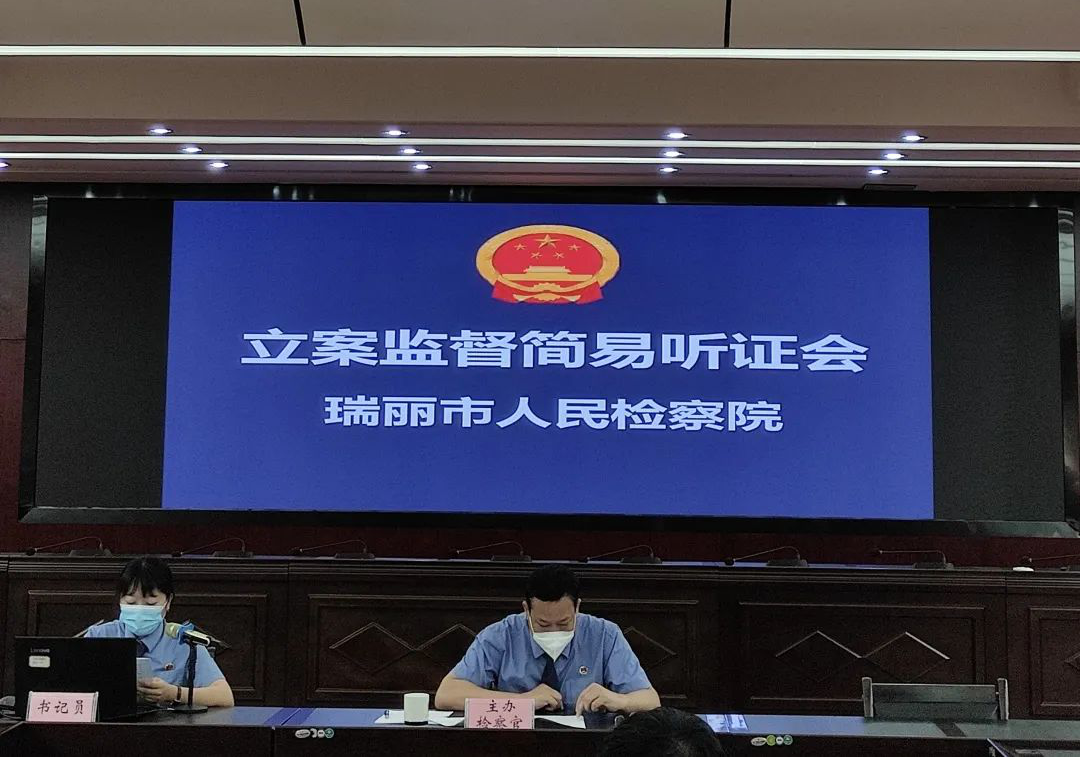 立案监督简易听证会
瑞丽市人民检察院
书记员
主办
检察官